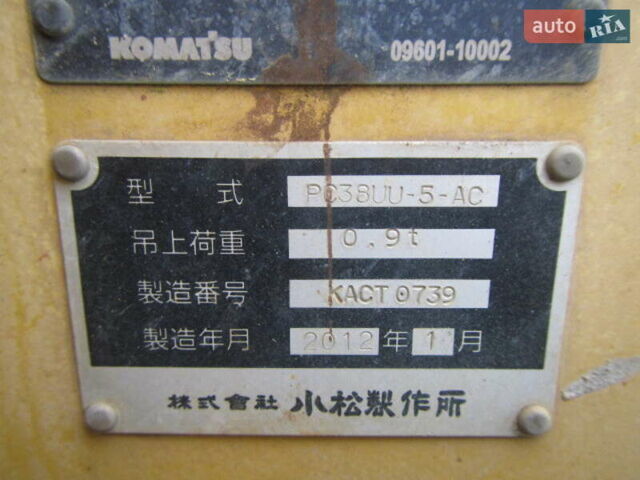 auto RIA.com
KOMATSU 09601-10002
型式 PC38UU-5-AC
吊上荷重 0.9t
製造番号 KACT 0739
製造年月 2012年1月
株式會社 小松製作所